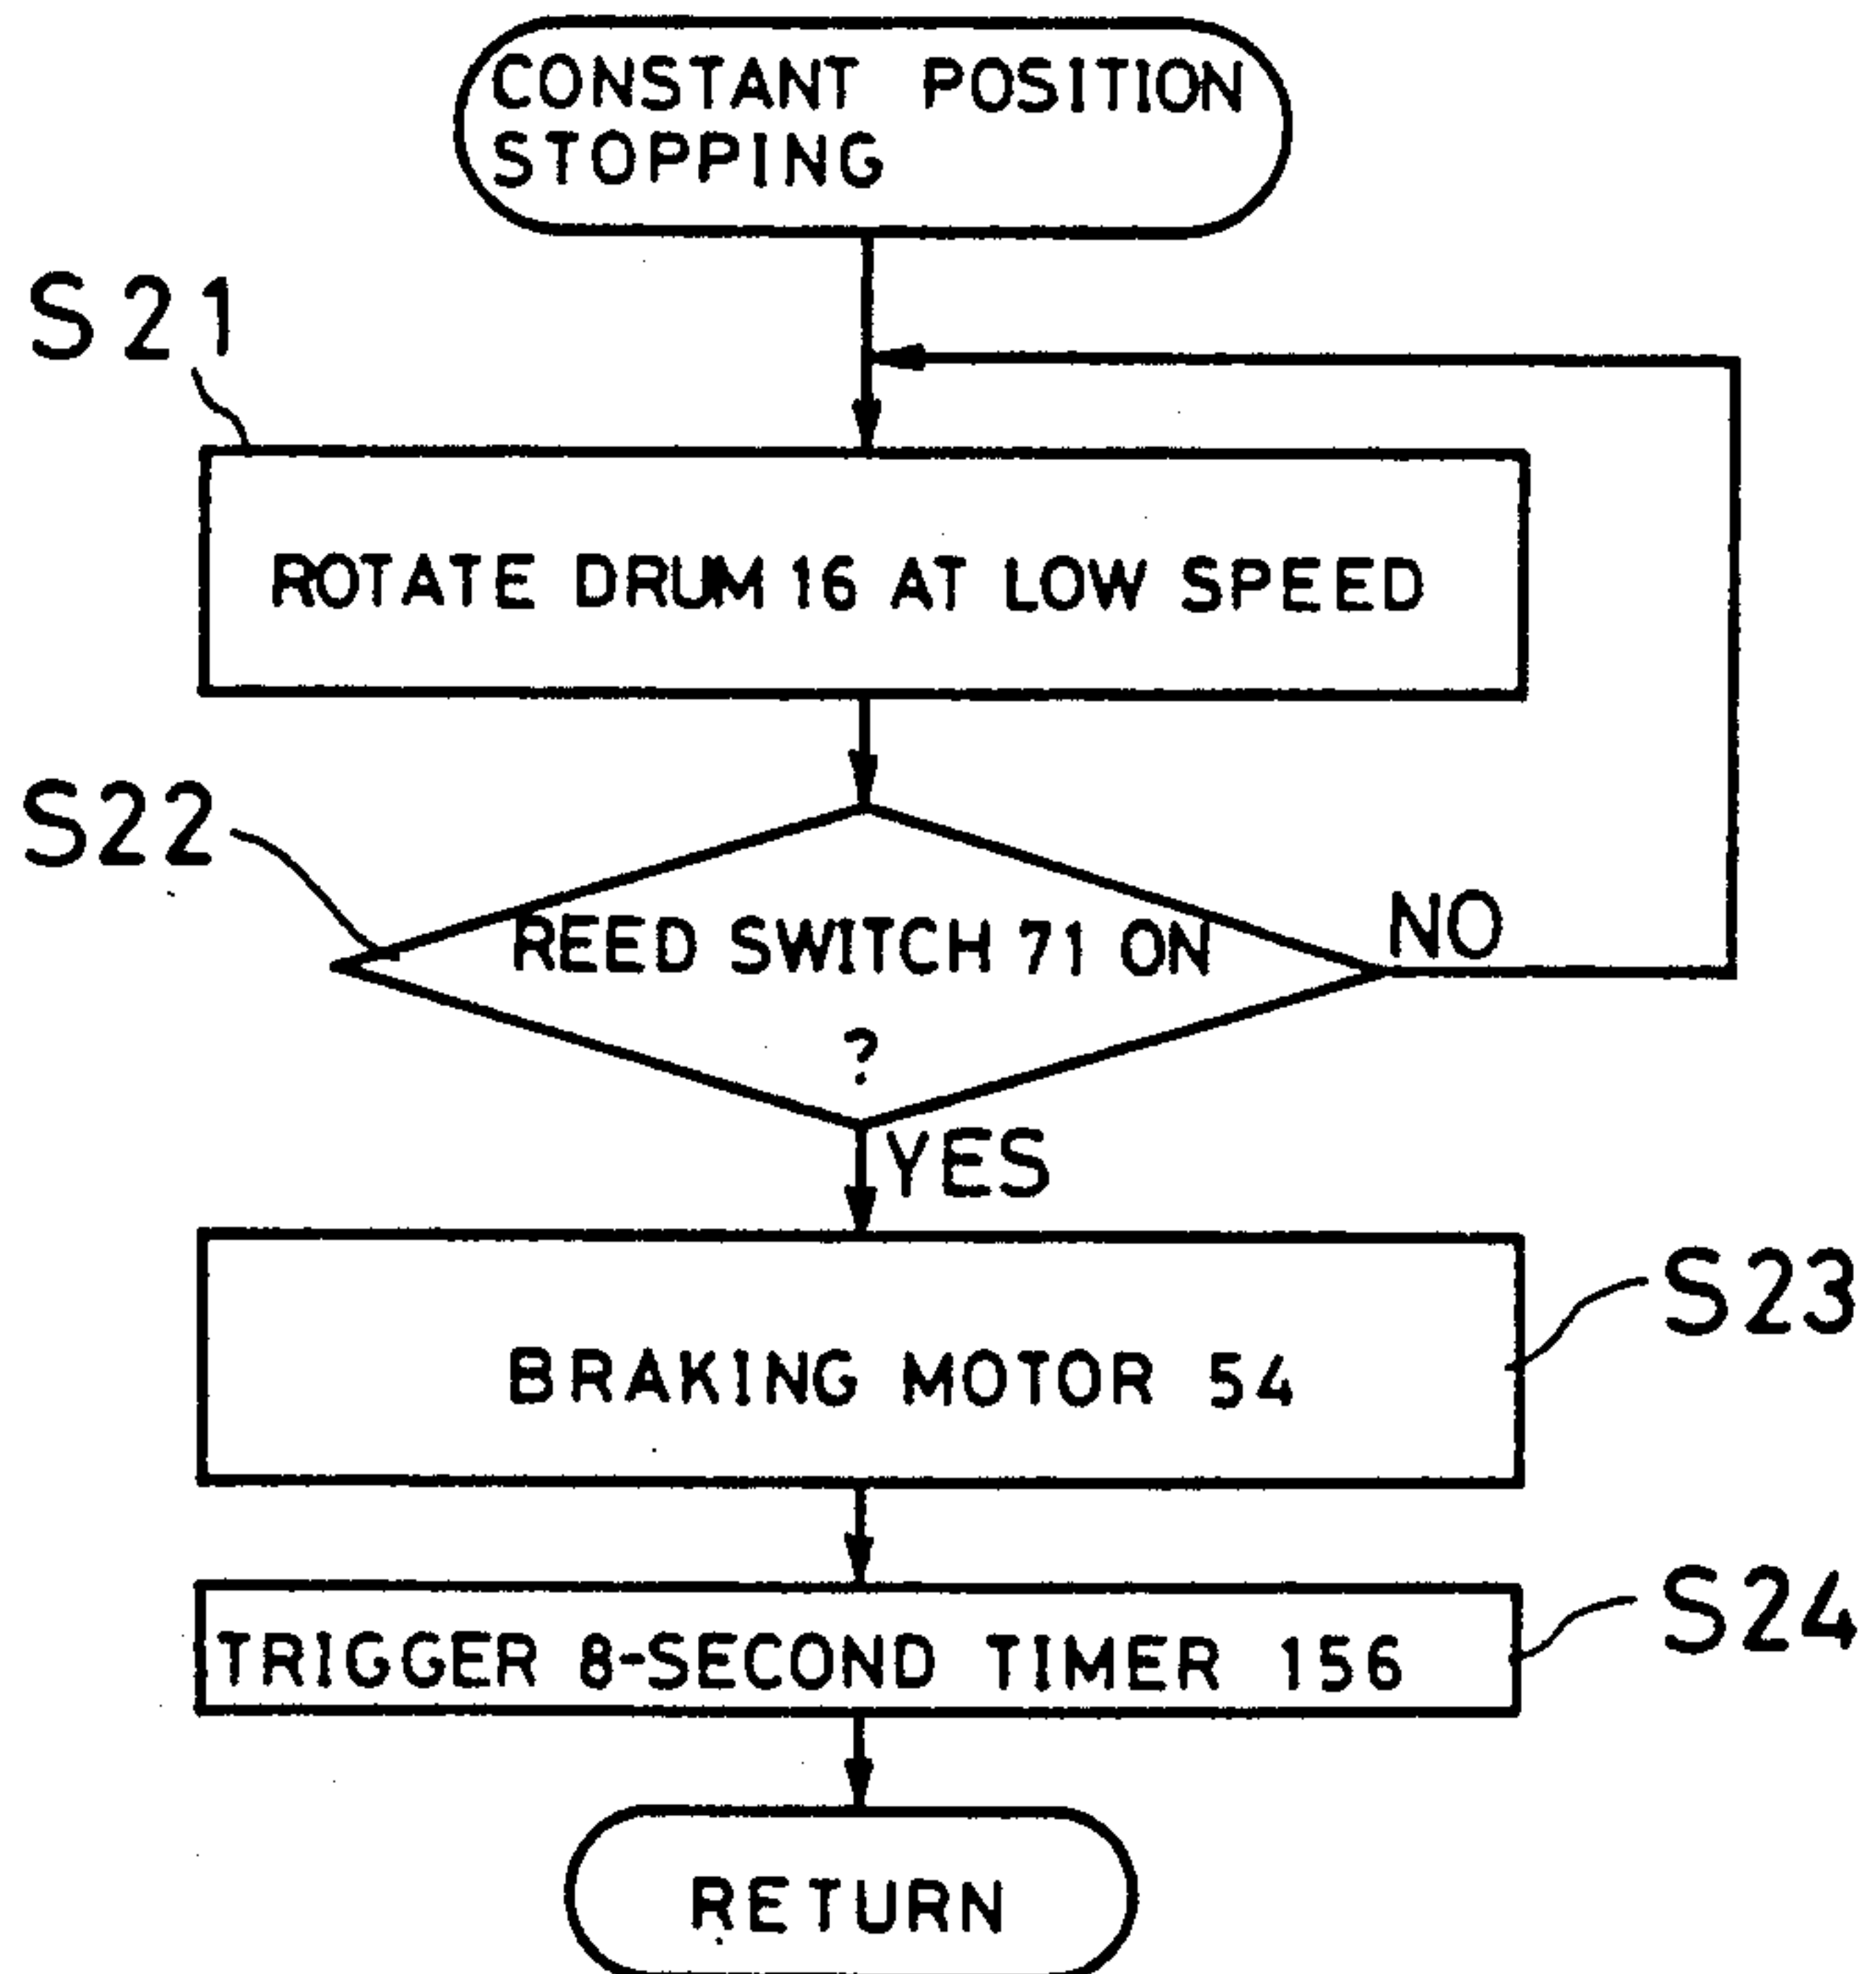 CONSTANT POSITION
STOPPING
S21
ROTATE DRUM 16 AT LOW SPEED
S22
REED SWITCH 71 ON
?
NO
YES
S23
BRAKING MOTOR 54
S24
TRIGGER 8-SECOND TIMER 156
RETURN